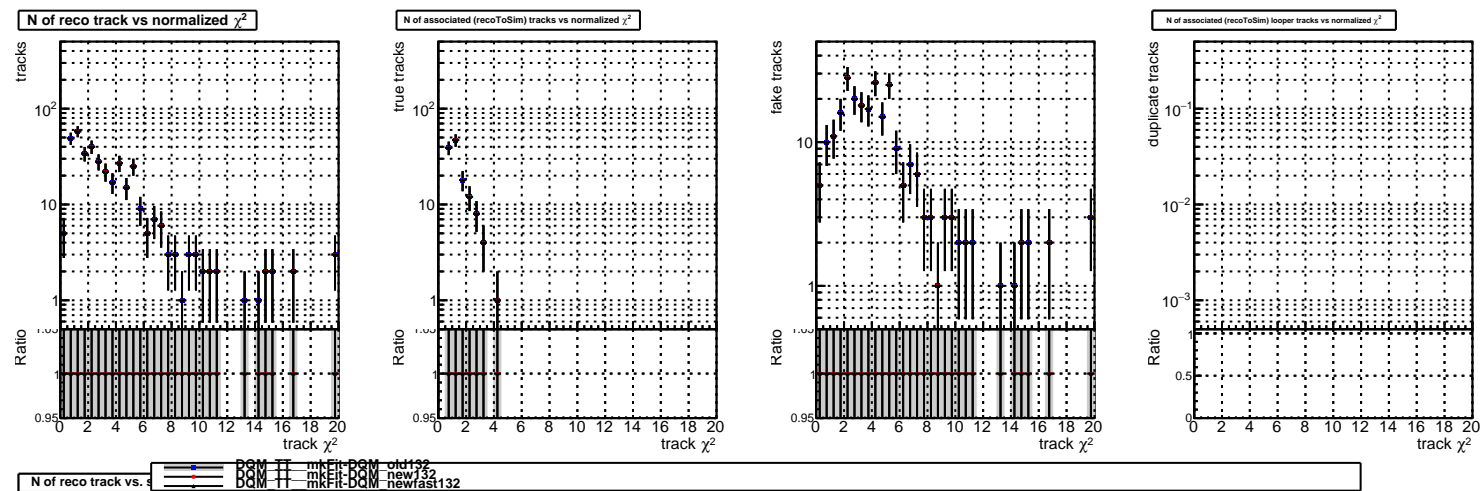 N of reco track vs normalized χ²
N of associated (recoToSim) tracks vs normalized χ²
N of associated (recoToSim) looper tracks vs normalized χ²
tracks
10²
10
1
Ratio
1
0.95
0 2 4 6 8 10 12 14 16 18 20
track χ²
true tracks
10²
10
1
Ratio
1
0.95
0 2 4 6 8 10 12 14 16 18 20
track χ²
fake tracks
10
1
Ratio
1
0.95
0 2 4 6 8 10 12 14 16 18 20
track χ²
duplicate tracks
10⁻¹
10⁻²
10⁻³
Ratio
1
0.5
0
0 2 4 6 8 10 12 14 16 18 20
track χ²
N of reco track vs.
DQM_TT__mkFit-DQM_old132
DQM_TT__mkFit-DQM_new132
DQM_TT__mkFit-DQM_newfast132